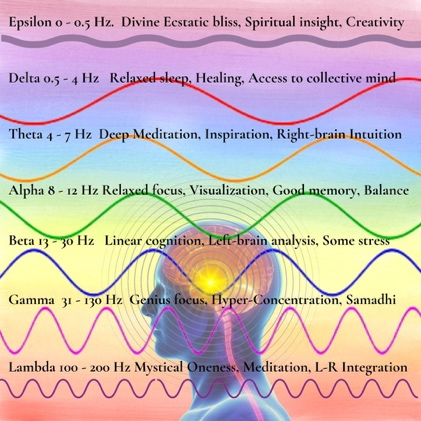 Epsilon 0 - 0.5 Hz. Divine Ecstatic bliss, Spiritual insight, Creativity
Delta 0.5 - 4 Hz Relaxed sleep, Healing, Access to collective mind
Theta 4 - 7 Hz Deep Meditation, Inspiration, Right-brain Intuition
Alpha 8 - 12 Hz Relaxed focus, Visualization, Good memory, Balance
Beta 13 - 30 Hz Linear cognition, Left-brain analysis, Some stress
Gamma 31 - 130 Hz Genius focus, Hyper-Concentration, Samadhi
Lambda 100 - 200 Hz Mystical Oneness, Meditation, L-R Integration